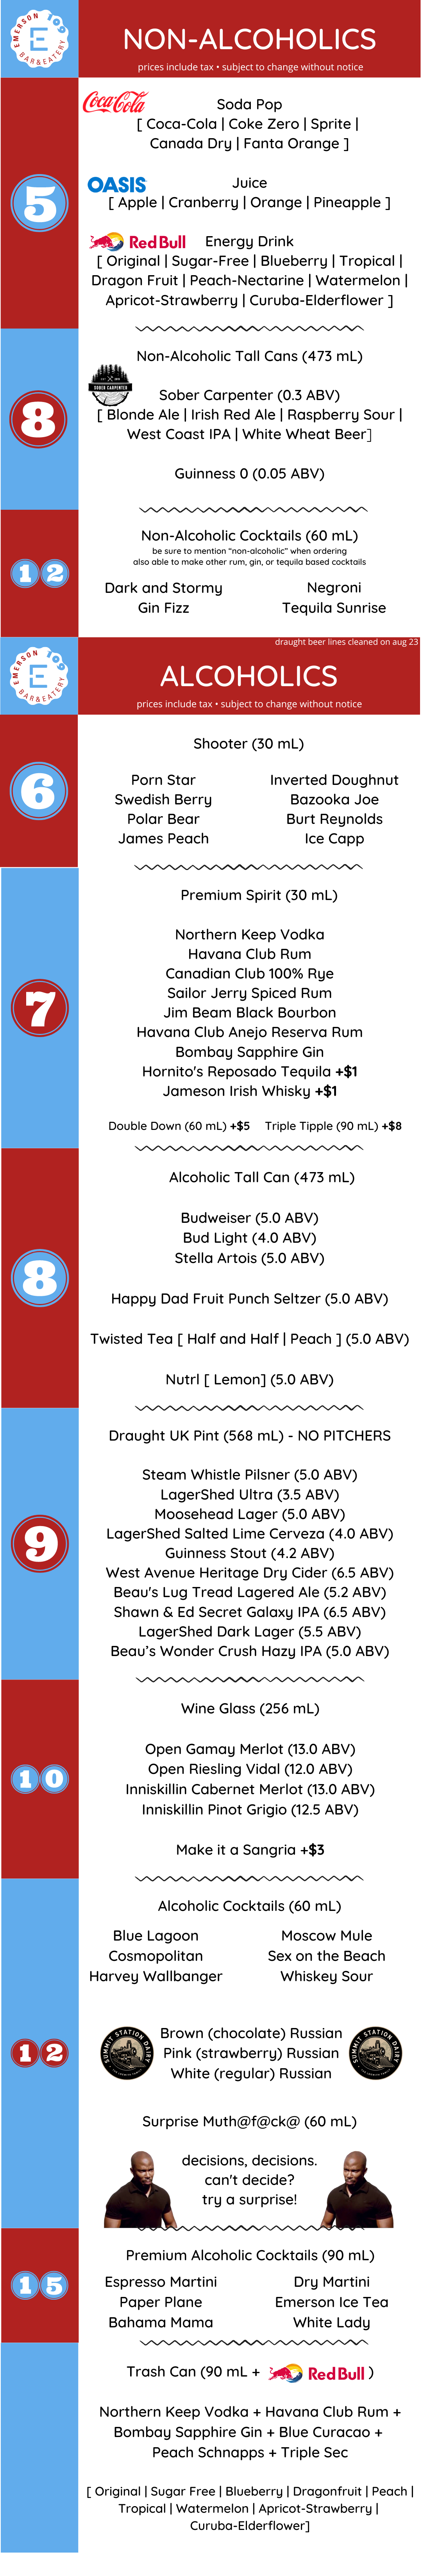 EMERSON 109
E
BAR&EATERY
NON-ALCOHOLICS
prices include tax • subject to change without notice
5
Coca-Cola
Soda Pop
[ Coca-Cola | Coke Zero | Sprite |
Canada Dry | Fanta Orange ]
OASIS
Juice
[ Apple | Cranberry | Orange | Pineapple ]
Red Bull
Energy Drink
[ Original | Sugar-Free | Blueberry | Tropical |
Dragon Fruit | Peach-Nectarine | Watermelon |
Apricot-Strawberry | Curuba-Elderflower ]
8
Non-Alcoholic Tall Cans (473 mL)
SOBER CARPENTER
Sober Carpenter (0.3 ABV)
[ Blonde Ale | Irish Red Ale | Raspberry Sour |
West Coast IPA | White Wheat Beer]
Guinness 0 (0.05 ABV)
12
Non-Alcoholic Cocktails (60 mL)
be sure to mention "non-alcoholic" when ordering
also able to make other rum, gin, or tequila based cocktails
Dark and Stormy Negroni
Gin Fizz Tequila Sunrise
draught beer lines cleaned on aug 23
EMERSON 109
E
BAR&EATERY
ALCOHOLICS
prices include tax • subject to change without notice
6
Shooter (30 mL)
Porn Star Inverted Doughnut
Swedish Berry Bazooka Joe
Polar Bear Burt Reynolds
James Peach Ice Capp
7
Premium Spirit (30 mL)
Northern Keep Vodka
Havana Club Rum
Canadian Club 100% Rye
Sailor Jerry Spiced Rum
Jim Beam Black Bourbon
Havana Club Anejo Reserva Rum
Bombay Sapphire Gin
Hornito's Reposado Tequila +$1
Jameson Irish Whisky +$1
Double Down (60 mL) +$5 Triple Tipple (90 mL) +$8
8
Alcoholic Tall Can (473 mL)
Budweiser (5.0 ABV)
Bud Light (4.0 ABV)
Stella Artois (5.0 ABV)
Happy Dad Fruit Punch Seltzer (5.0 ABV)
Twisted Tea [ Half and Half | Peach ] (5.0 ABV)
Nutrl [ Lemon] (5.0 ABV)
9
Draught UK Pint (568 mL) - NO PITCHERS
Steam Whistle Pilsner (5.0 ABV)
LagerShed Ultra (3.5 ABV)
Moosehead Lager (5.0 ABV)
LagerShed Salted Lime Cerveza (4.0 ABV)
Guinness Stout (4.2 ABV)
West Avenue Heritage Dry Cider (6.5 ABV)
Beau's Lug Tread Lagered Ale (5.2 ABV)
Shawn & Ed Secret Galaxy IPA (6.5 ABV)
LagerShed Dark Lager (5.5 ABV)
Beau's Wonder Crush Hazy IPA (5.0 ABV)
10
Wine Glass (256 mL)
Open Gamay Merlot (13.0 ABV)
Open Riesling Vidal (12.0 ABV)
Inniskillin Cabernet Merlot (13.0 ABV)
Inniskillin Pinot Grigio (12.5 ABV)
Make it a Sangria +$3
12
Alcoholic Cocktails (60 mL)
Blue Lagoon Moscow Mule
Cosmopolitan Sex on the Beach
Harvey Wallbanger Whiskey Sour
SUMMIT STATION DAIRY
Brown (chocolate) Russian
Pink (strawberry) Russian
White (regular) Russian
SUMMIT STATION DAIRY
Surprise Muth@f@ck@ (60 mL)
decisions, decisions.
can't decide?
try a surprise!
15
Premium Alcoholic Cocktails (90 mL)
Espresso Martini Dry Martini
Paper Plane Emerson Ice Tea
Bahama Mama White Lady
Trash Can (90 mL + Red Bull )
Northern Keep Vodka + Havana Club Rum +
Bombay Sapphire Gin + Blue Curacao +
Peach Schnapps + Triple Sec
[ Original | Sugar Free | Blueberry | Dragonfruit | Peach |
Tropical | Watermelon | Apricot-Strawberry |
Curuba-Elderflower]